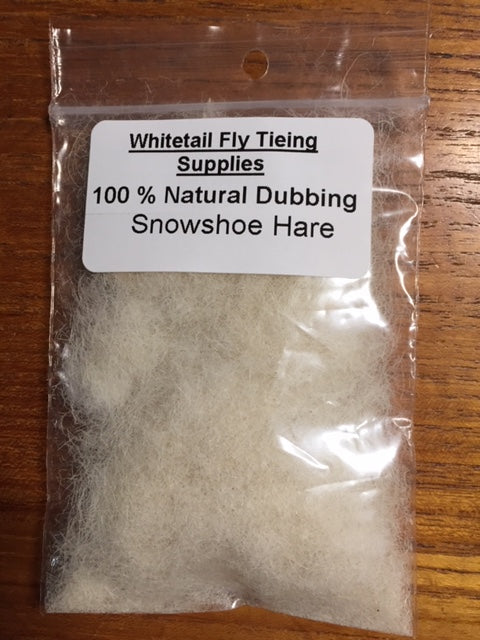 Whitetail Fly Tieing
Supplies
100 % Natural Dubbing
Snowshoe Hare